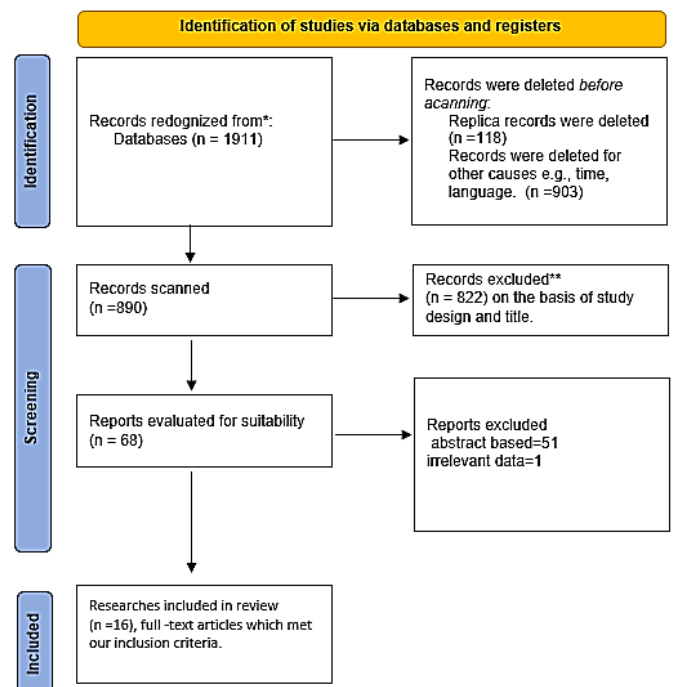 Identification of studies via databases and registers
Identification
Records redognized from*:
Databases (n = 1911)
Records were deleted before
acanning:
Replica records were deleted
(n =118)
Records were deleted for
other causes e.g., time,
language. (n =903)
Screening
Records scanned
(n =890)
Records excluded**
(n = 822) on the basis of study
design and title.
Reports evaluated for suitability
(n = 68)
Reports excluded
abstract based=51
irrelevant data=1
Included
Researches included in review
(n =16), full -text articles which met
our inclusion criteria.